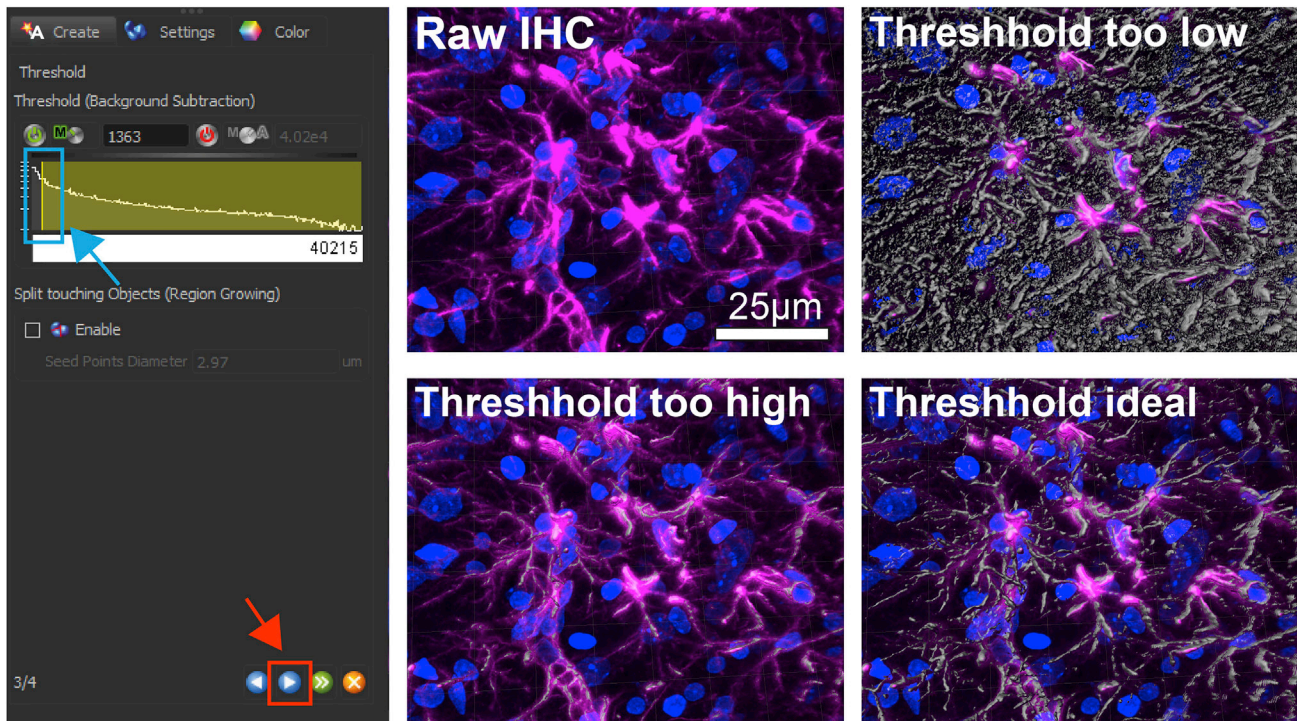 Create Settings Color
Threshold
Threshold (Background Subtraction)
M 1363 M A 4.02e4
40215
Split touching Objects (Region Growing)
Enable
Seed Points Diameter 2.97 um
3/4
Raw IHC
25µm
Threshhold too low
Threshhold too high
Threshhold ideal